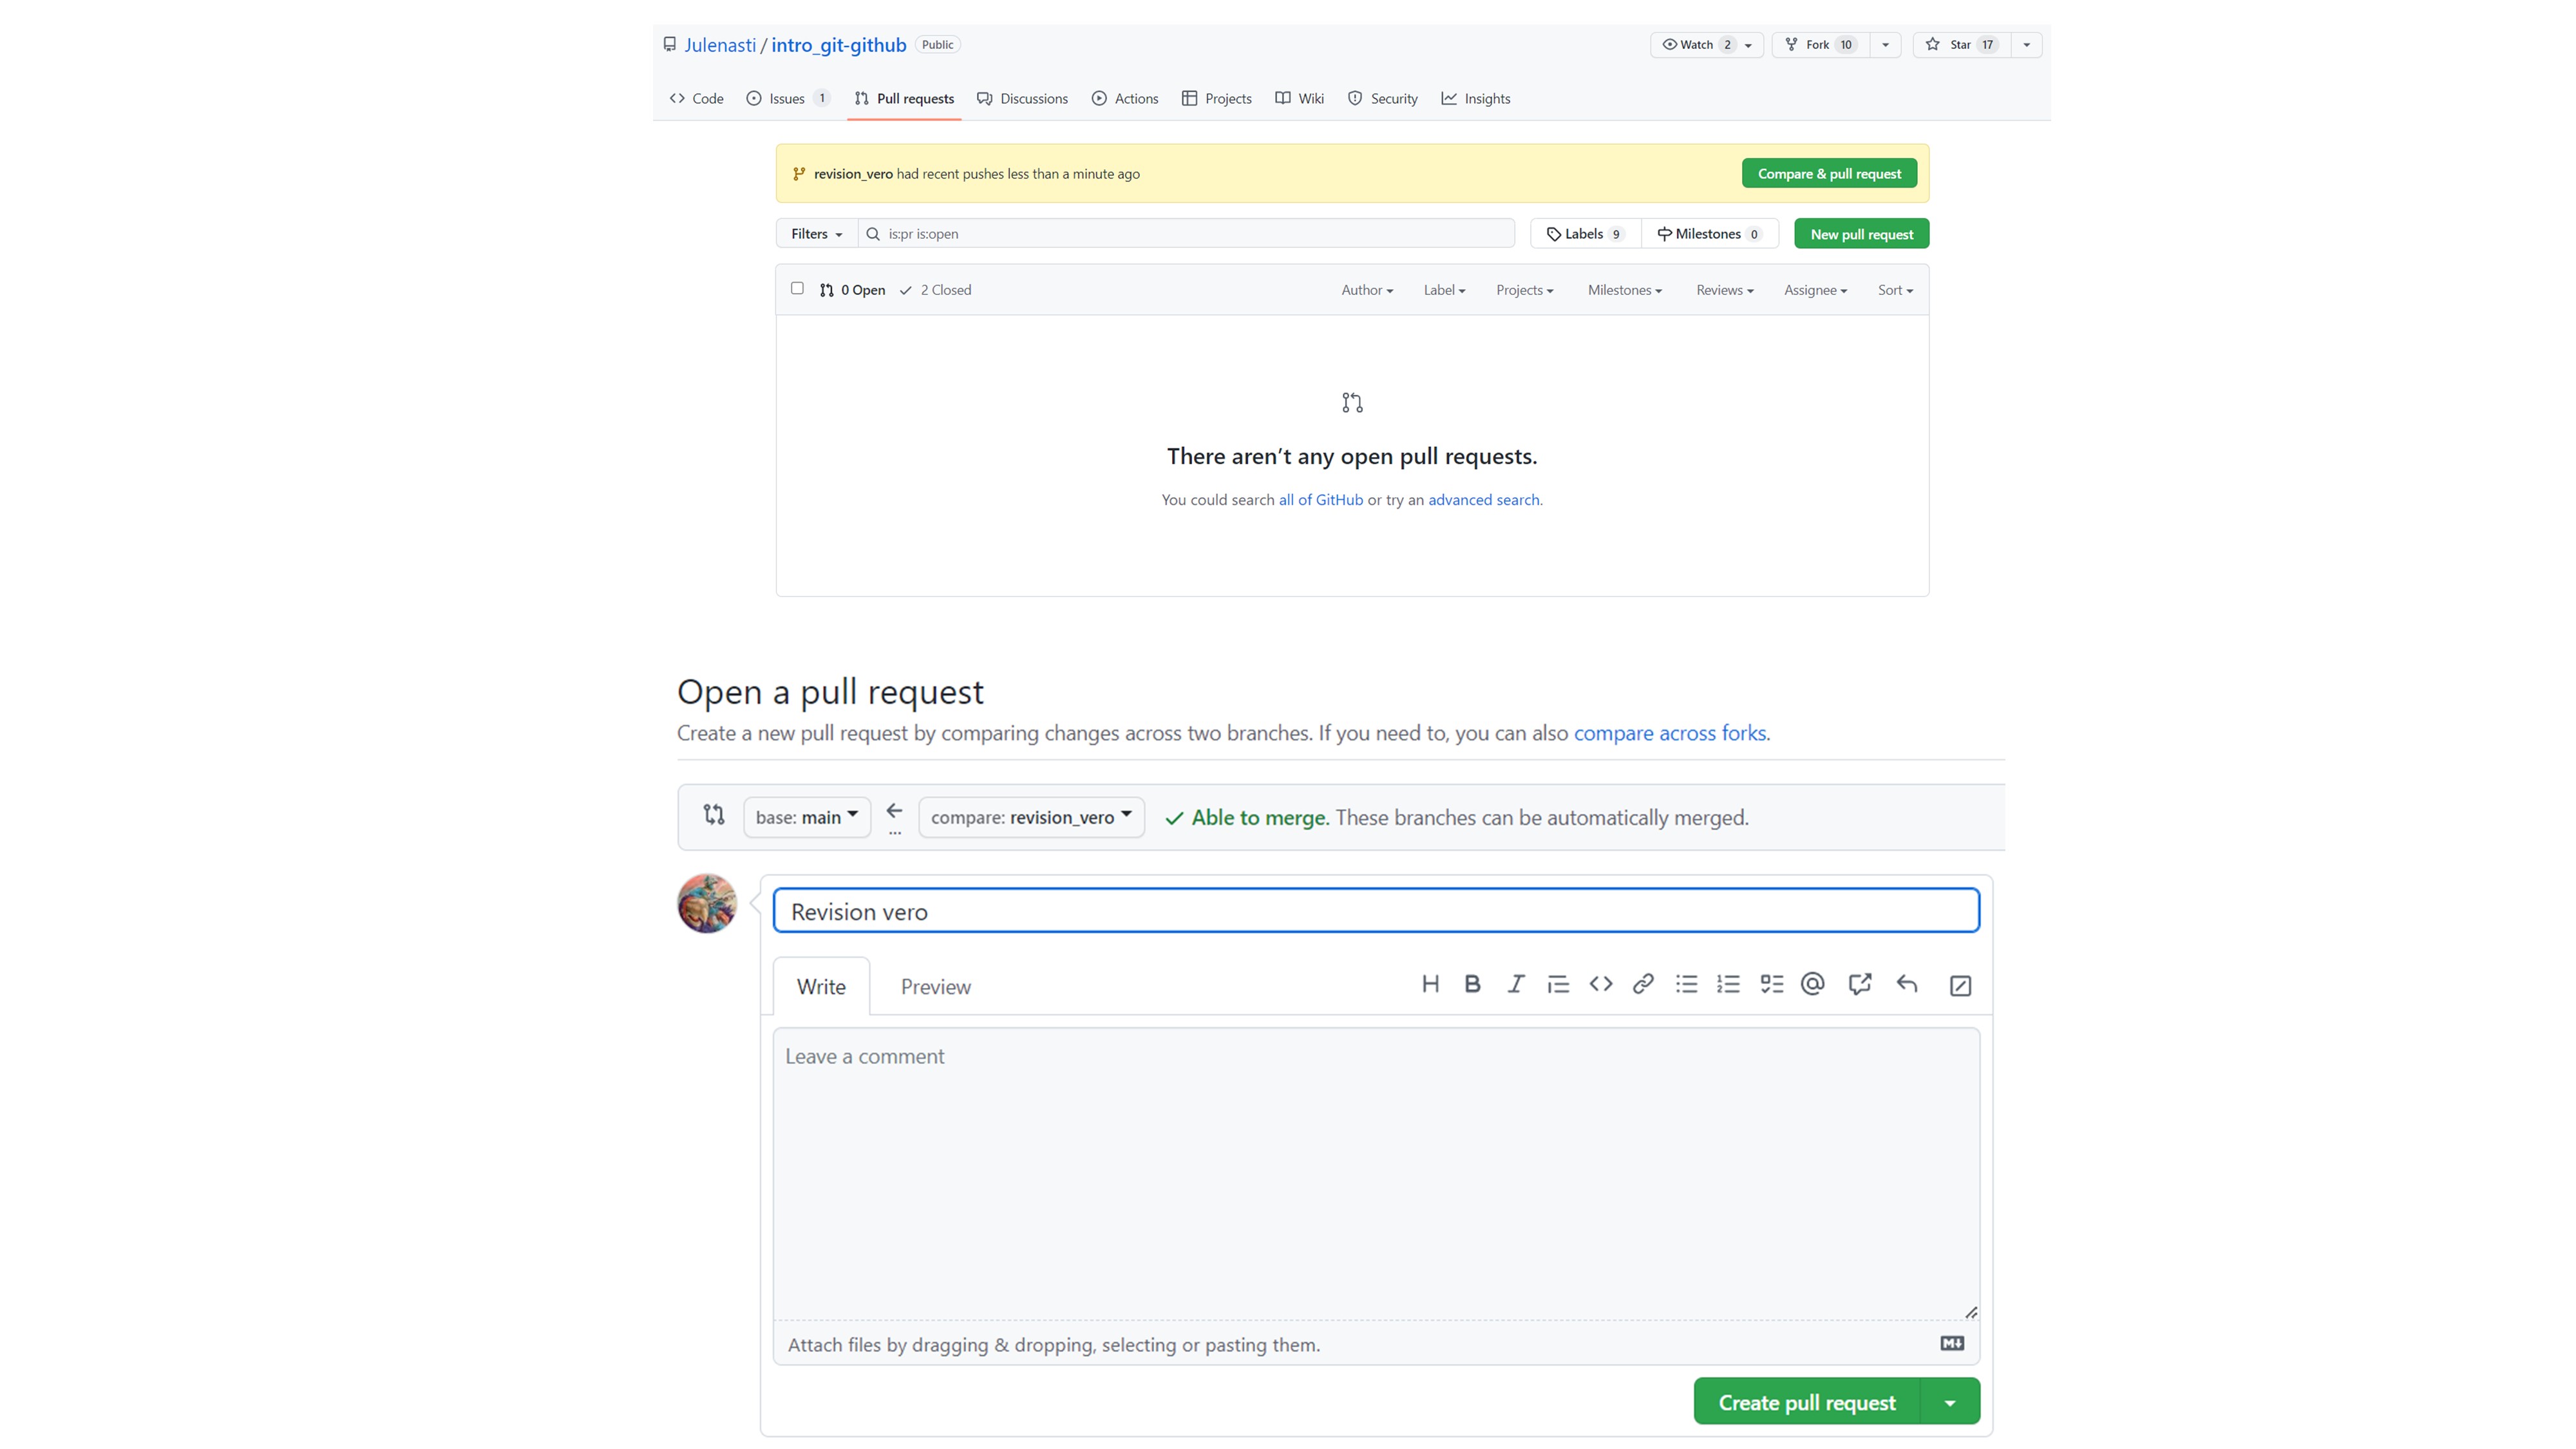 Julenasti / intro_git-github Public Watch 2 Fork 10 Star 17
Code Issues 1 Pull requests Discussions Actions Projects Wiki Security Insights
revision_vero had recent pushes less than a minute ago Compare & pull request
Filters is:pr is:open Labels 9 Milestones 0 New pull request
0 Open 2 Closed Author Label Projects Milestones Reviews Assignee Sort
There aren’t any open pull requests.
You could search all of GitHub or try an advanced search.
Open a pull request
Create a new pull request by comparing changes across two branches. If you need to, you can also compare across forks.
base: main ... compare: revision_vero Able to merge. These branches can be automatically merged.
Revision vero
Write Preview
Leave a comment
Attach files by dragging & dropping, selecting or pasting them.
Create pull request